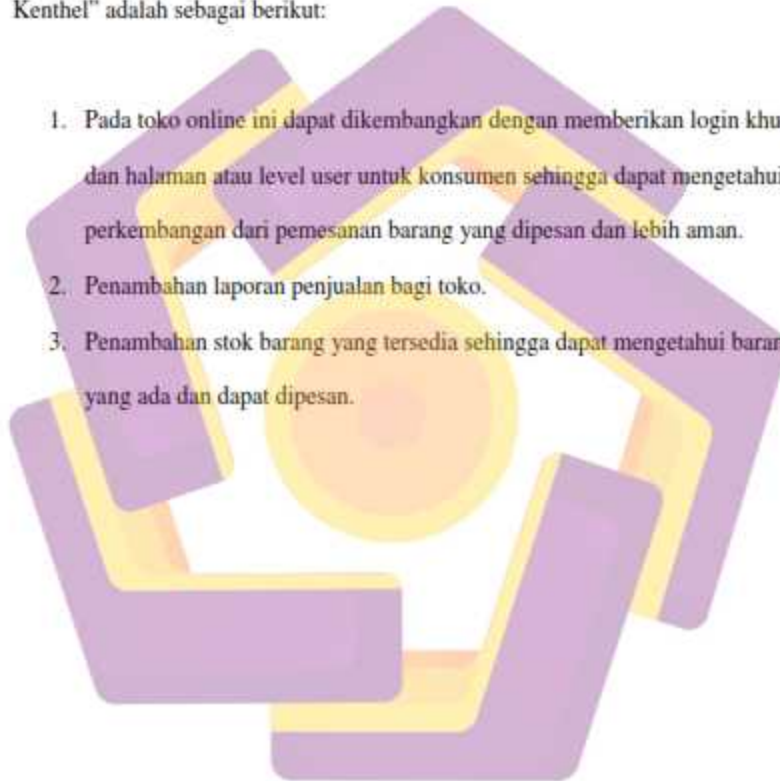 Kenthel” adalah sebagai berikut:
1. Pada toko online ini dapat dikembangkan dengan memberikan login khu
dan halaman atau level user untuk konsumen sehingga dapat mengetahui
perkembangan dari pemesanan barang yang dipesan dan lebih aman.
2. Penambahan laporan penjualan bagi toko.
3. Penambahan stok barang yang tersedia sehingga dapat mengetahui baran
yang ada dan dapat dipesan.